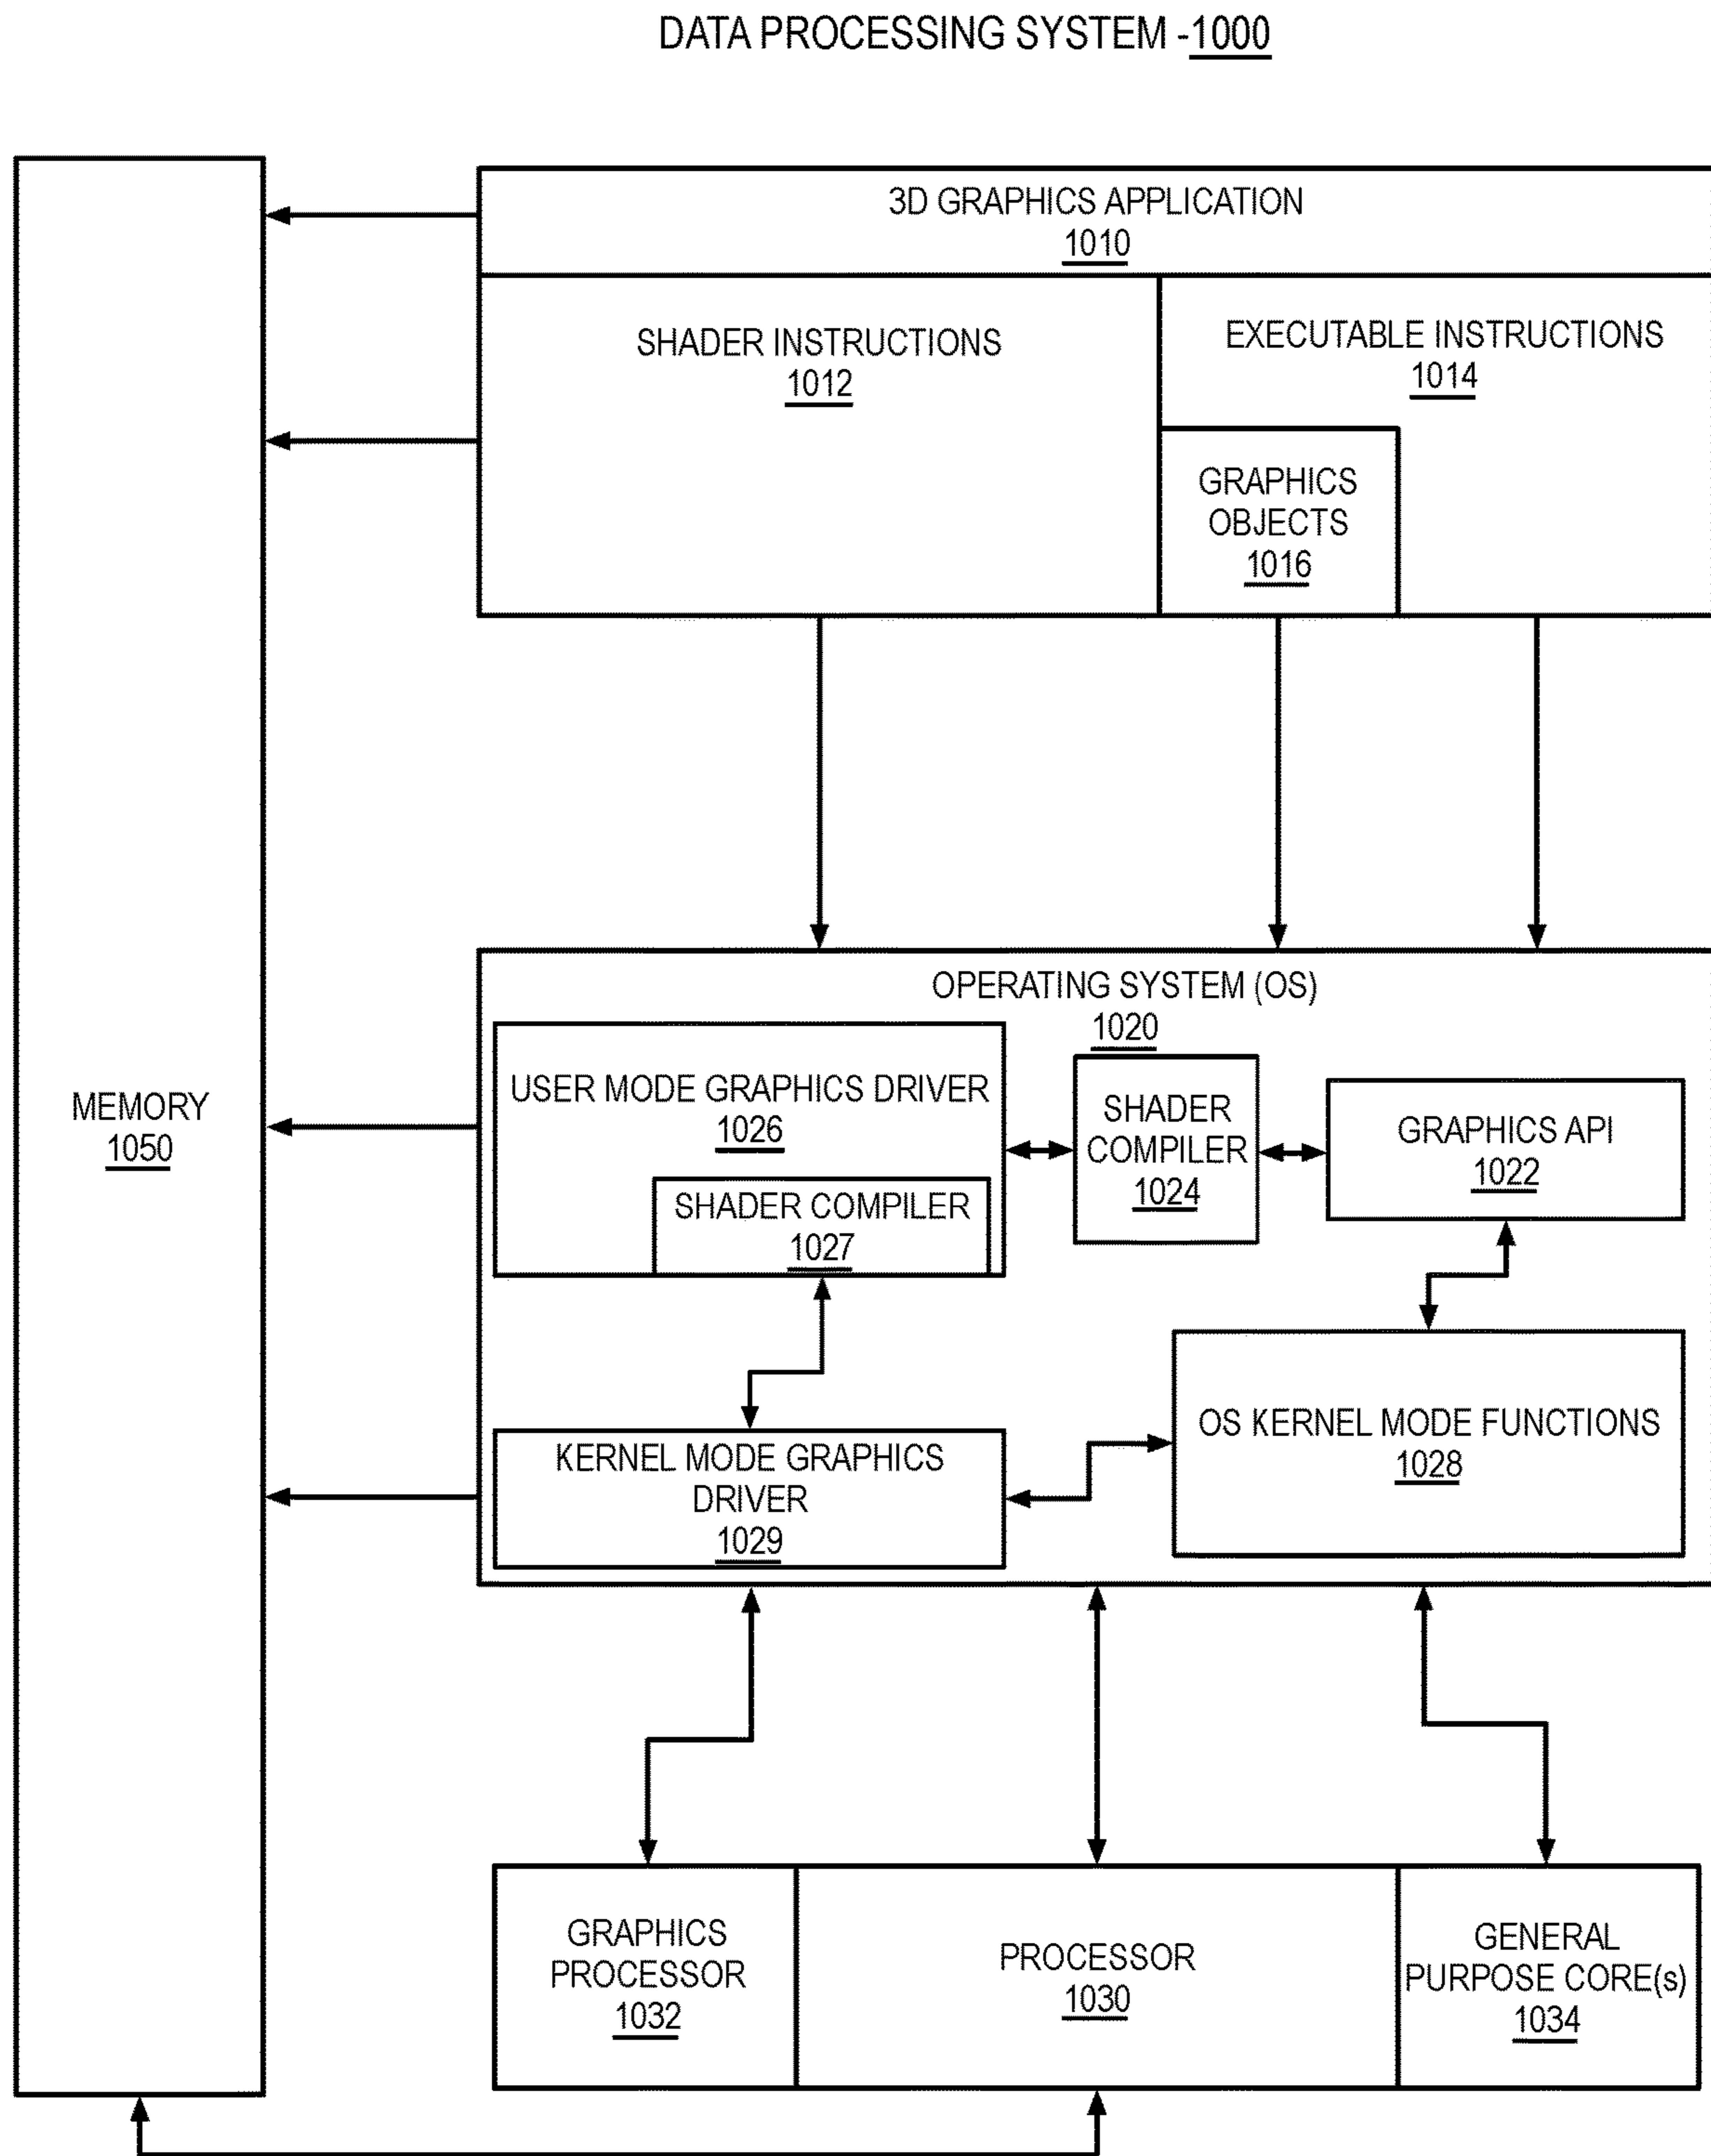 DATA PROCESSING SYSTEM -1000
3D GRAPHICS APPLICATION
1010
SHADER INSTRUCTIONS
1012
EXECUTABLE INSTRUCTIONS
1014
GRAPHICS
OBJECTS
1016
MEMORY
1050
OPERATING SYSTEM (OS)
1020
USER MODE GRAPHICS DRIVER
1026
SHADER COMPILER
1027
SHADER
COMPILER
1024
GRAPHICS API
1022
KERNEL MODE GRAPHICS
DRIVER
1029
OS KERNEL MODE FUNCTIONS
1028
GRAPHICS
PROCESSOR
1032
PROCESSOR
1030
GENERAL
PURPOSE CORE(s)
1034